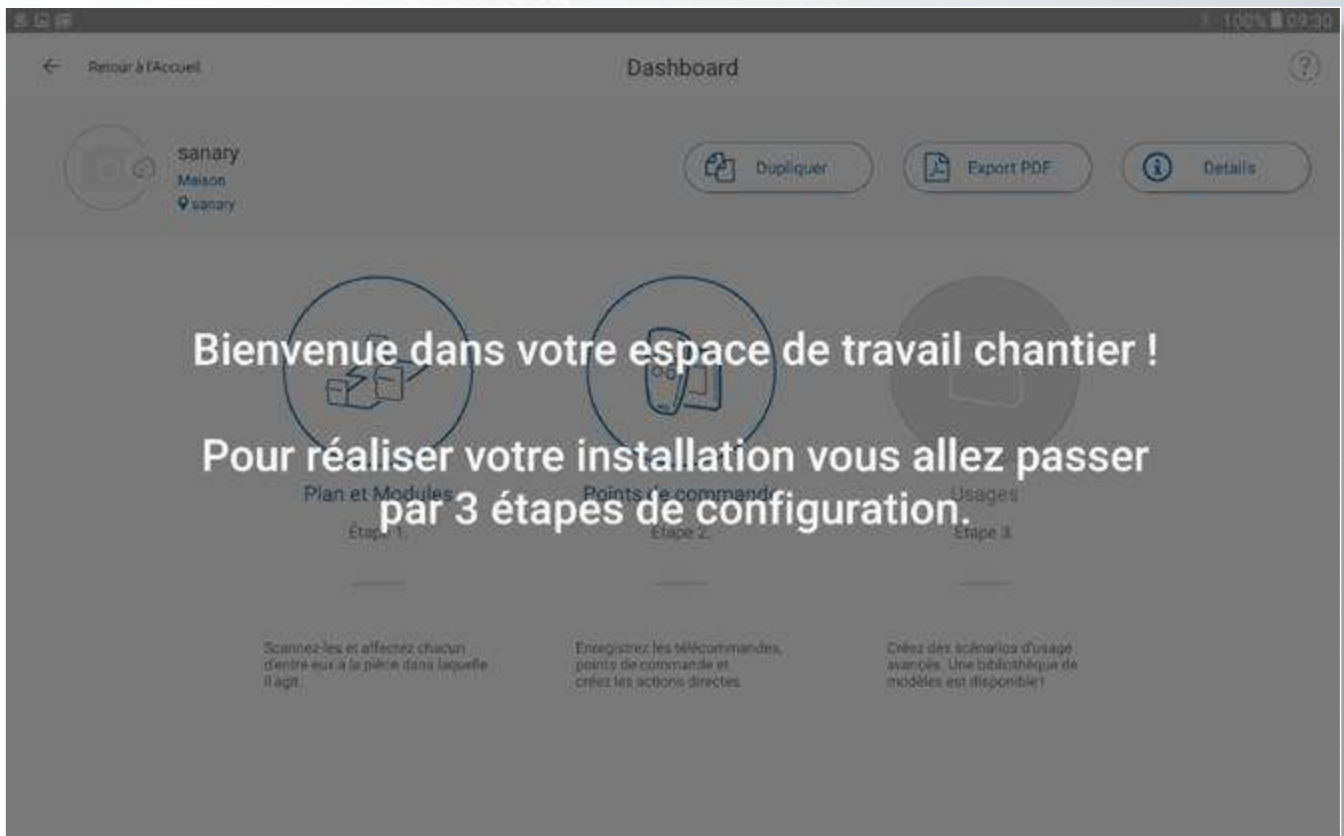 100% 09:30
Retour à l'Accueil
Dashboard
?
sanary
Maison
sanary
Dupliquer
Export PDF
Details
Bienvenue dans votre espace de travail chantier !
Pour réaliser votre installation vous allez passer
par 3 étapes de configuration.
Plan et Modules
Points de commande
Usages
Étape 1.
Étape 2.
Étape 3.
Scannez-les et affectez chacun
d'entre eux à la pièce dans laquelle
il agit.
Enregistrez les télécommandes,
points de commande et
créez les actions directes.
Créez des scénarios d'usage
avancés. Une bibliothèque de
modèles est disponible !